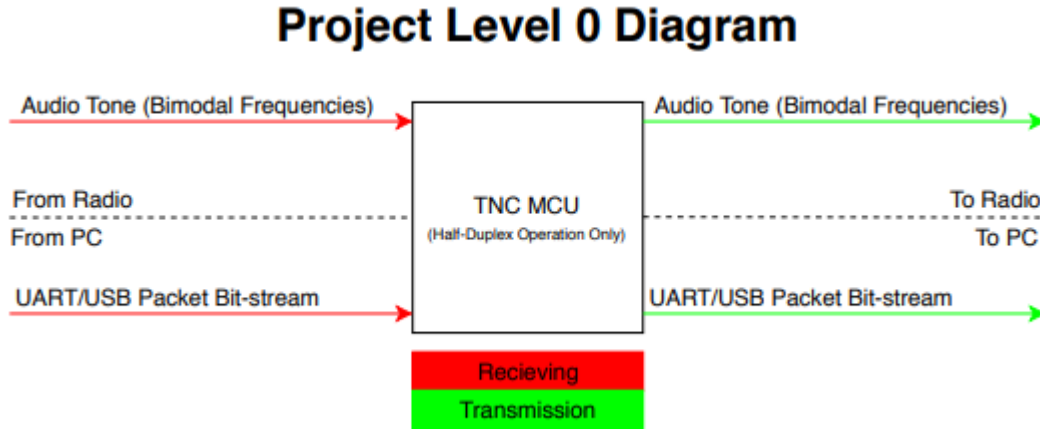 Project Level 0 Diagram
Audio Tone (Bimodal Frequencies)
Audio Tone (Bimodal Frequencies)
From Radio
From PC
TNC MCU
(Half-Duplex Operation Only)
To Radio
To PC
UART/USB Packet Bit-stream
UART/USB Packet Bit-stream
Recieving
Transmission